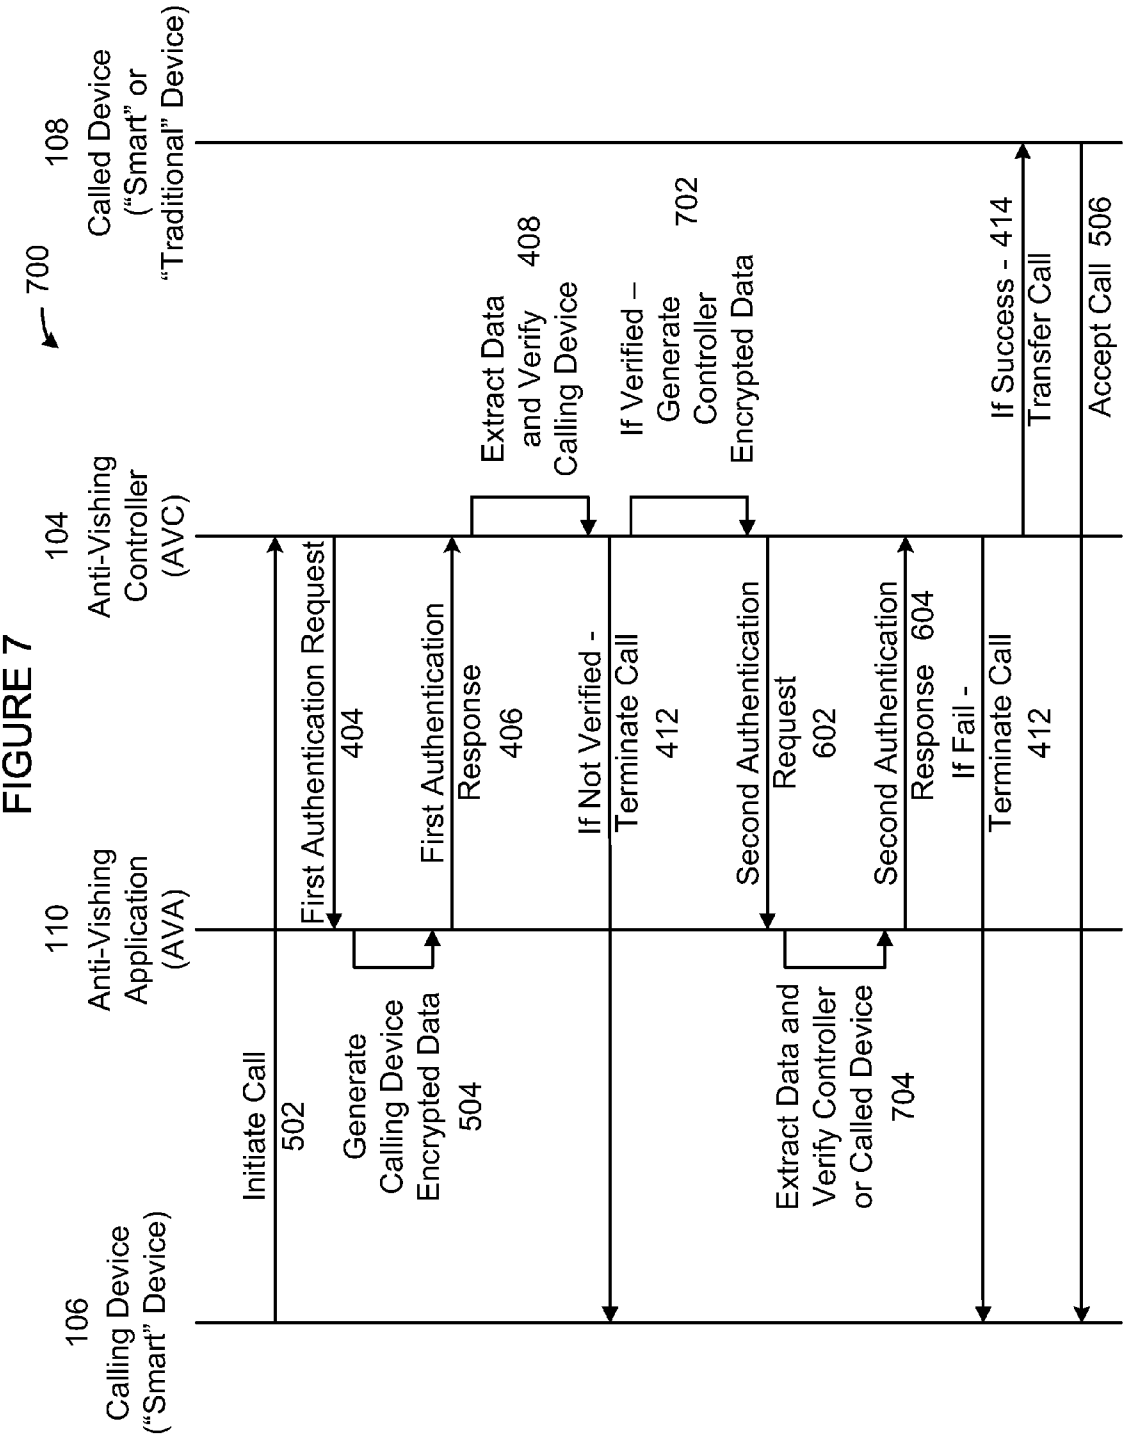 FIGURE 7
700
106
Calling Device
("Smart" Device)
110
Anti-Vishing
Application
(AVA)
104
Anti-Vishing
Controller
(AVC)
108
Called Device
("Smart" or
"Traditional" Device)
Initiate Call
502
First Authentication Request
404
Generate
Calling Device
Encrypted Data
504
First Authentication
Response
406
Extract Data
and Verify
Calling Device
408
If Not Verified -
Terminate Call
412
If Verified –
Generate
Controller
Encrypted Data
702
Second Authentication
Request
602
Extract Data and
Verify Controller
or Called Device
704
Second Authentication
Response 604
If Fail -
Terminate Call
412
If Success - 414
Transfer Call
Accept Call 506